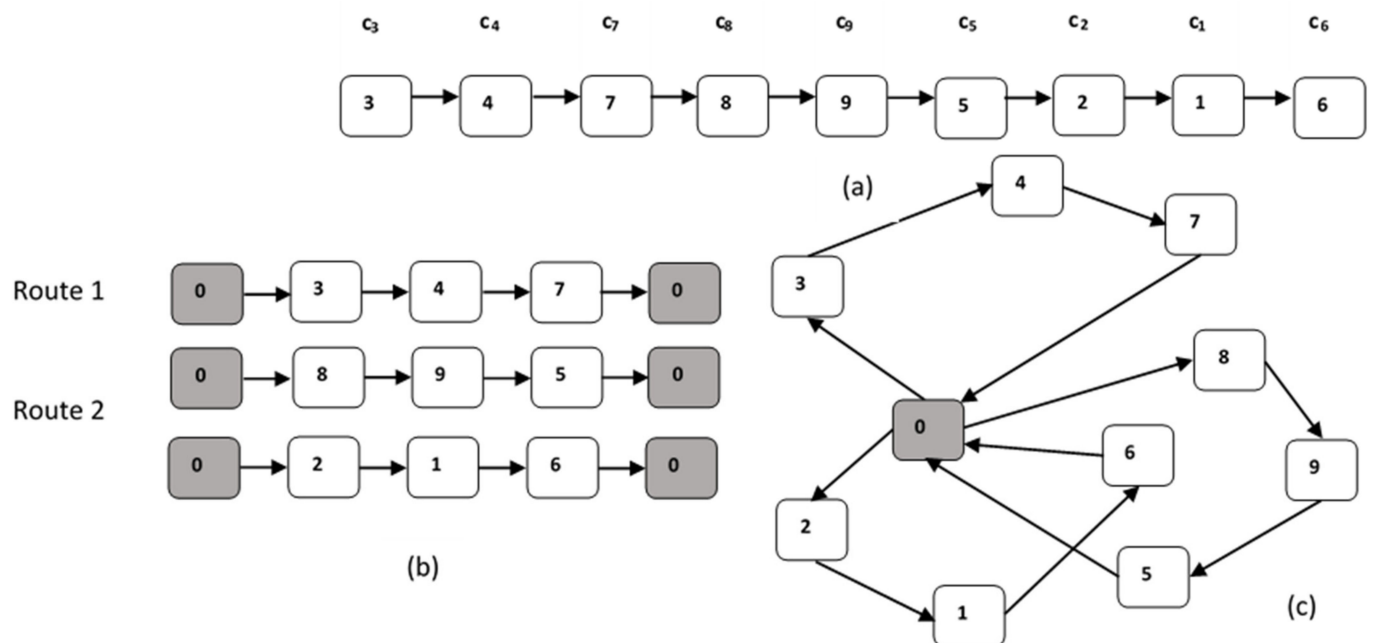 c₃ c₄ c₇ c₈ c₉ c₅ c₂ c₁ c₆
3 4 7 8 9 5 2 1 6
(a)
Route 1
0 3 4 7 0
0 8 9 5 0
Route 2
0 2 1 6 0
(b)
4
7
3
8
0
6
9
2
5
1
(c)